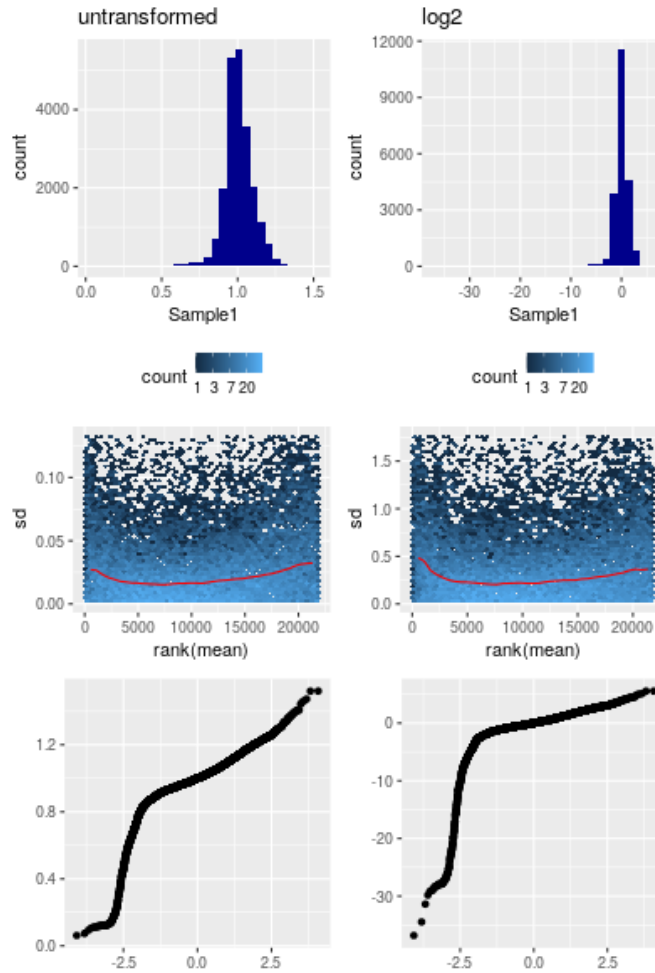 untransformed
log2
4000
2000
0
count
0.0 0.5 1.0 1.5
Sample1
12000
9000
6000
3000
0
count
-30 -20 -10 0
Sample1
count
1 3 7 20
count
1 3 7 20
0.10
0.05
0.00
sd
0 5000 10000 15000 20000
rank(mean)
1.5
1.0
0.5
0.0
sd
0 5000 10000 15000 20000
rank(mean)
1.2
0.8
0.4
0.0
-2.5 0.0 2.5
0
-10
-20
-30
-2.5 0.0 2.5